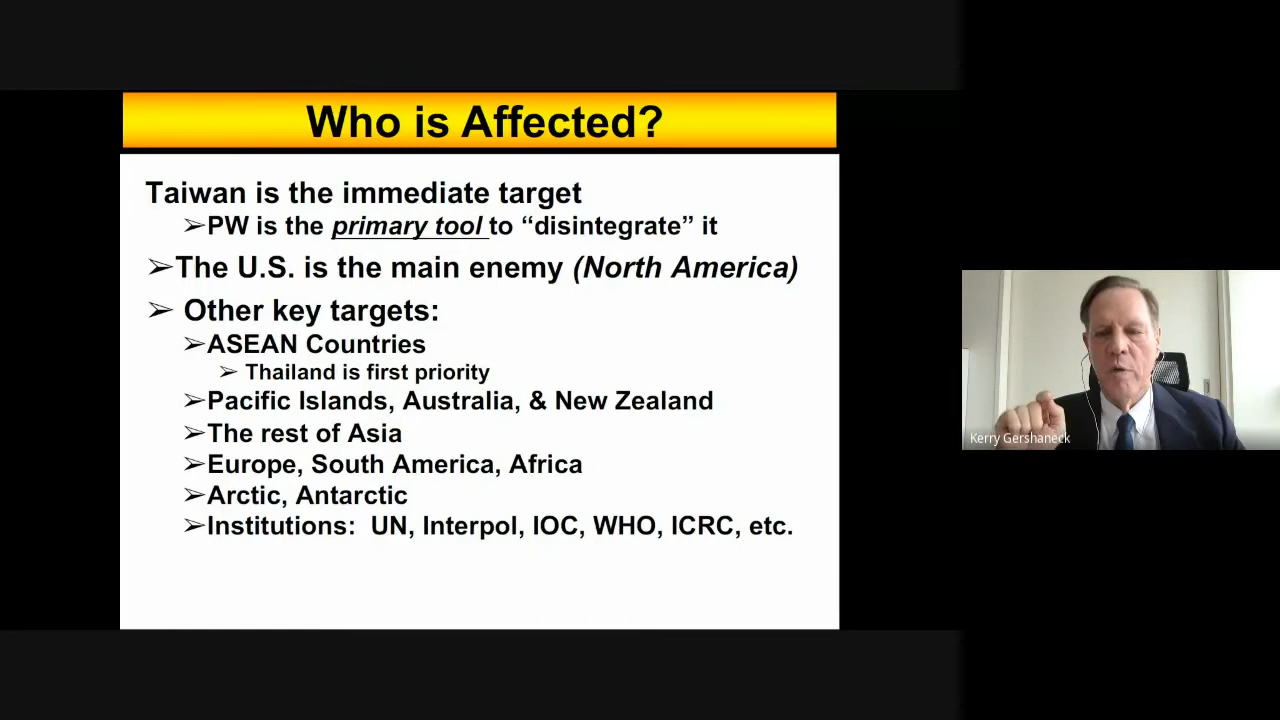 Who is Affected?
Taiwan is the immediate target
➢PW is the primary tool to “disintegrate” it
➢The U.S. is the main enemy (North America)
➢ Other key targets:
➢ASEAN Countries
➢ Thailand is first priority
➢Pacific Islands, Australia, & New Zealand
➢The rest of Asia
➢Europe, South America, Africa
➢Arctic, Antarctic
➢Institutions: UN, Interpol, IOC, WHO, ICRC, etc.
Kerry Gershaneck